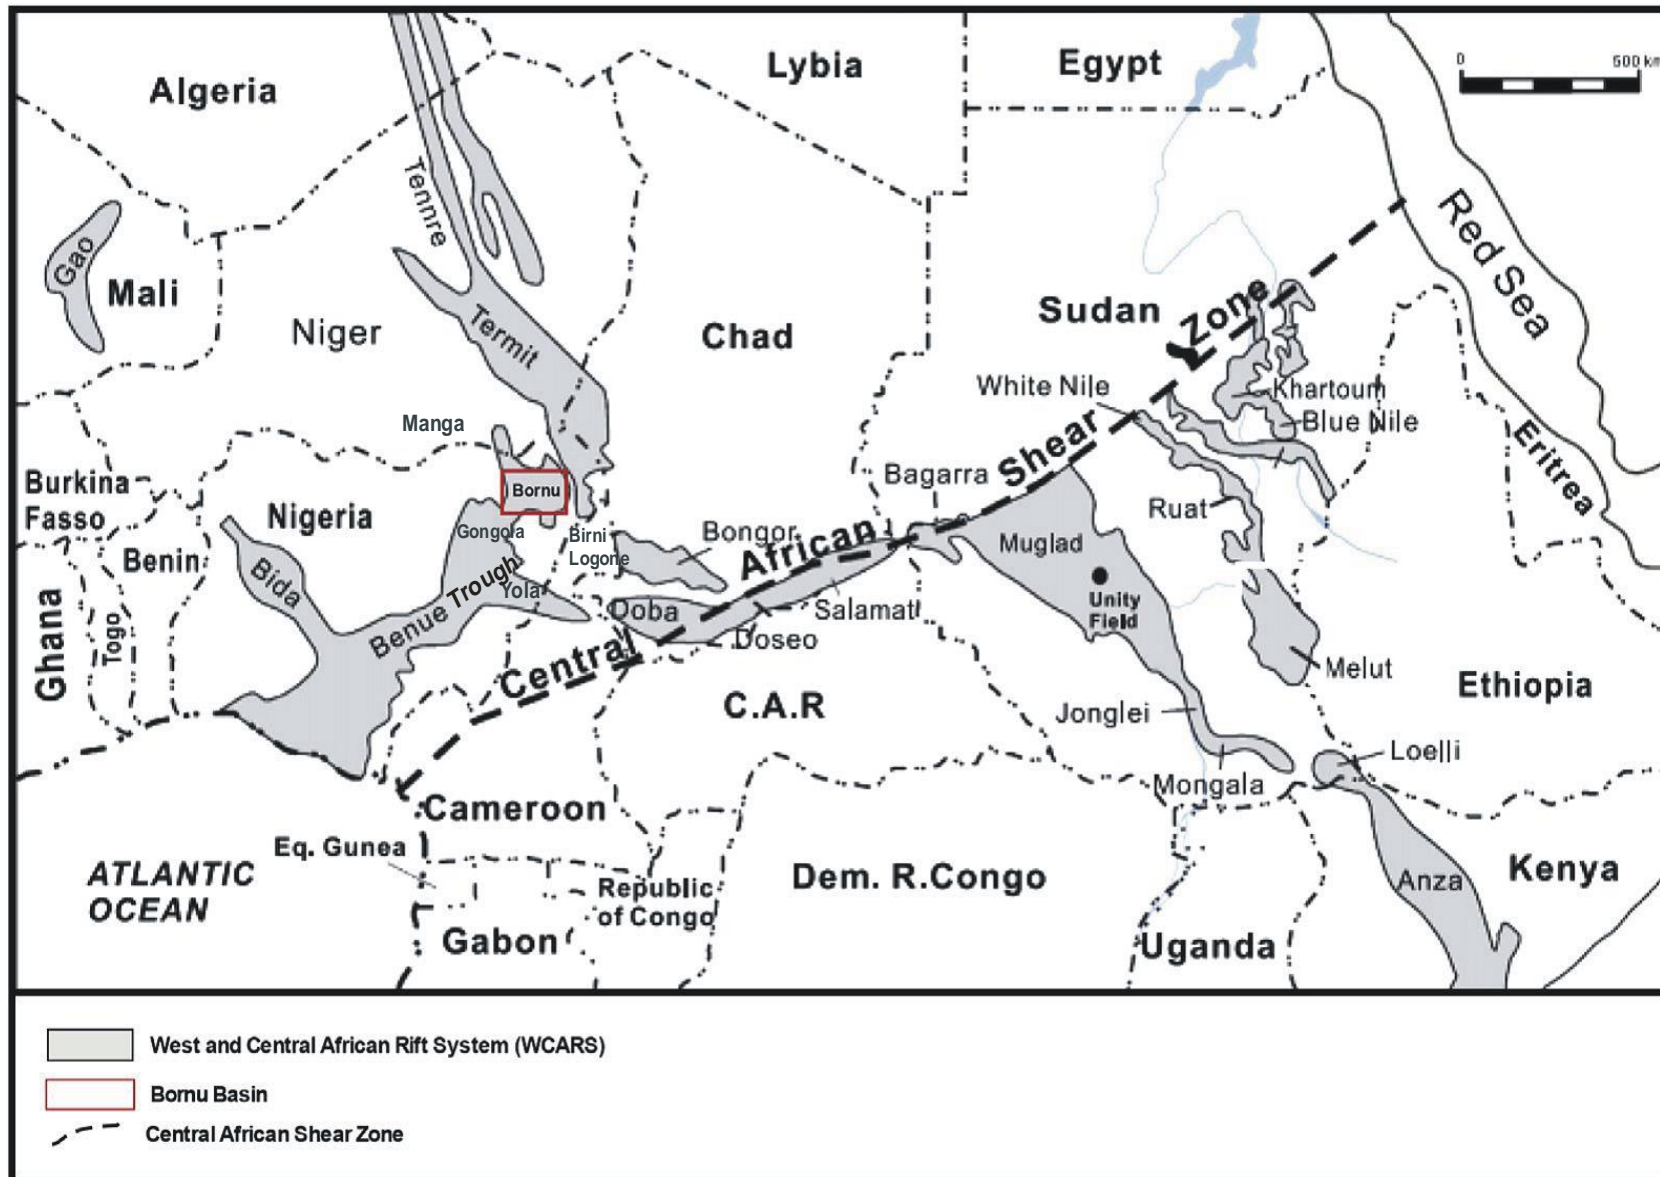 Algeria
Lybia
Egypt
0 500 km
Tennre
Red Sea
Gao
Mali
Niger
Termit
Chad
Sudan
Zone
White Nile
Khartoum
Blue Nile
Manga
Shear
Eritrea
Burkina
Fasso
Nigeria
Bornu
Bagarra
Ruat
Gongola
Birni
Logone
Bongor
African
Muglad
Benin
Bida
Trough
Yola
Doba
Salamat
Unity
Field
Ghana
Togo
Benue
Doseo
Central
Melut
Ethiopia
C.A.R
Jonglei
Loelli
Mongala
Cameroon
Eq. Gunea
ATLANTIC
OCEAN
Republic
of Congo
Dem. R.Congo
Anza
Kenya
Gabon
Uganda
West and Central African Rift System (WCARS)
Bornu Basin
Central African Shear Zone